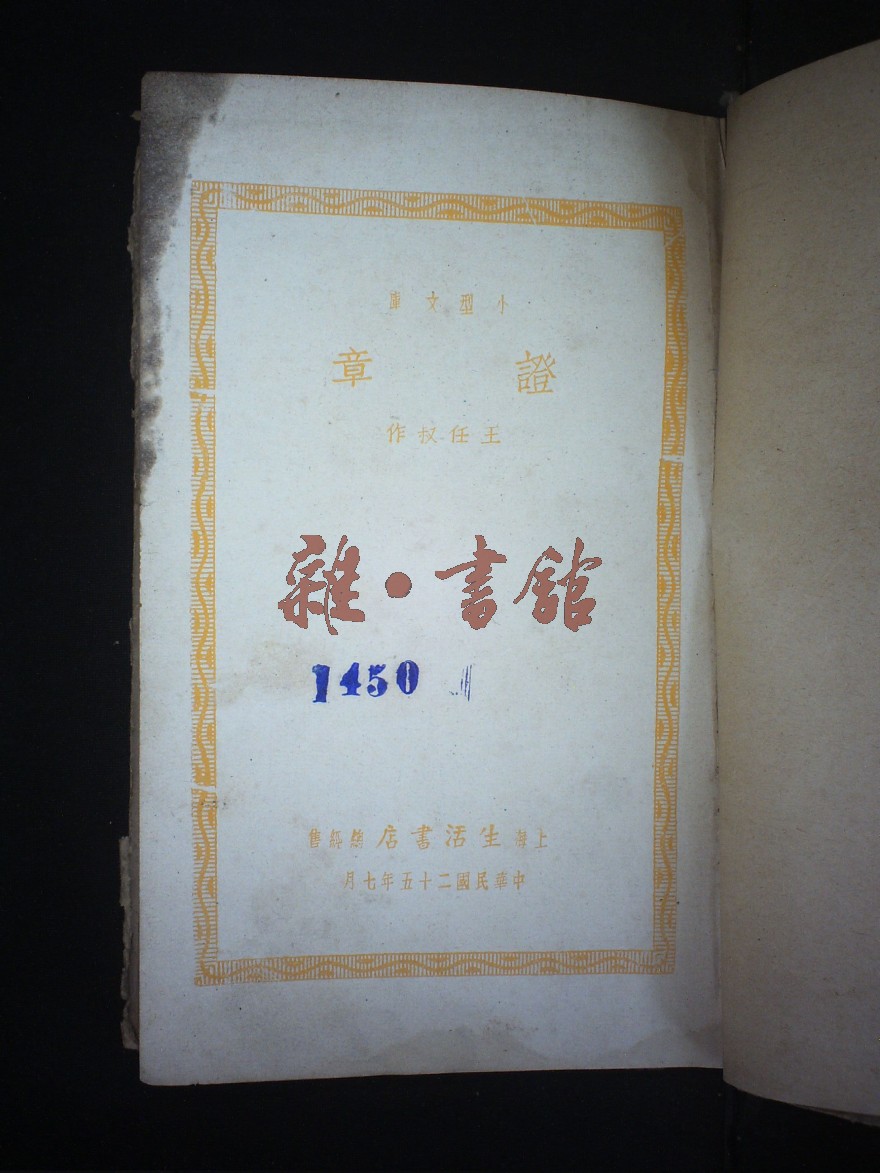 小型文庫
證章
王任叔作
雜·書館
1450
上海生活書店總經售
中華民國二十五年七月